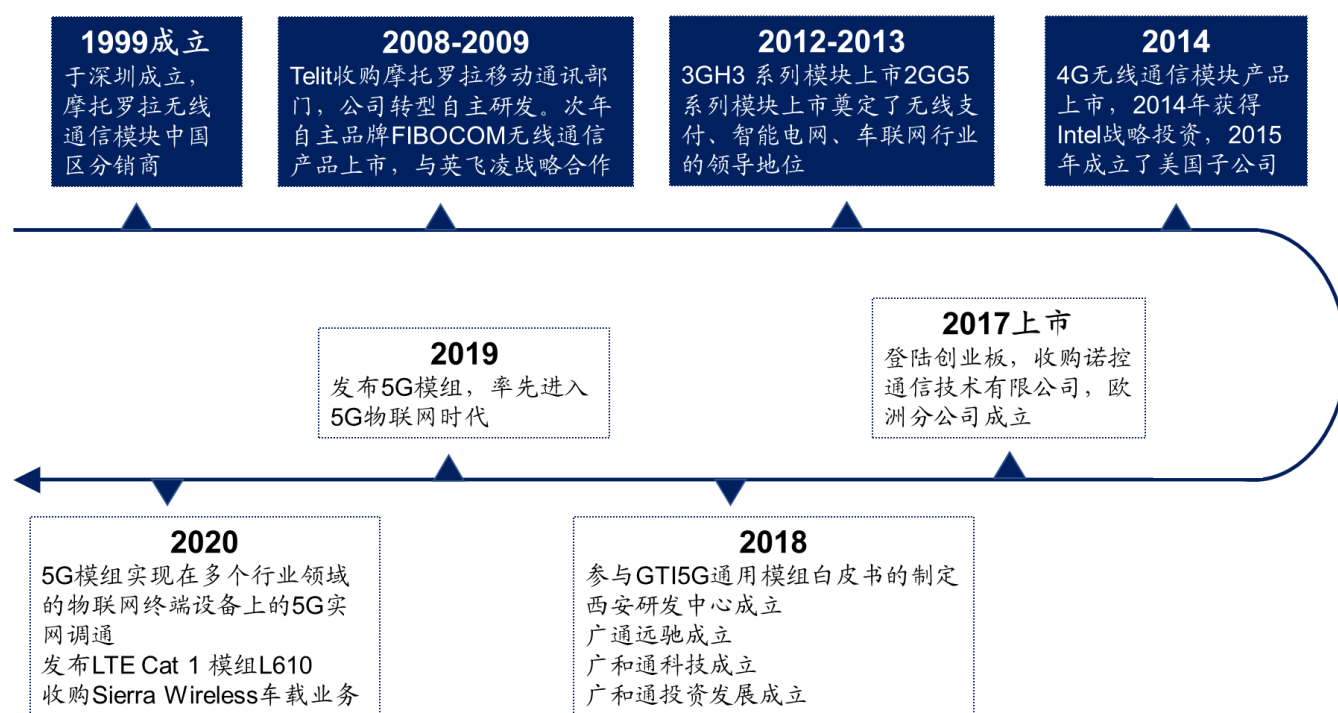 1999成立
于深圳成立，
摩托罗拉无线
通信模块中国
区分销商
2008-2009
Telit收购摩托罗拉移动通讯部
门，公司转型自主研发。次年
自主品牌FIBOCOM无线通信
产品上市，与英飞凌战略合作
2012-2013
3GH3 系列模块上市2GG5
系列模块上市奠定了无线支
付、智能电网、车联网行业
的领导地位
2014
4G无线通信模块产品
上市，2014年获得
Intel战略投资，2015
年成立了美国子公司
2017上市
登陆创业板，收购诺控
通信技术有限公司，欧
洲分公司成立
2018
参与GTI5G通用模组白皮书的制定
西安研发中心成立
广通远驰成立
广和通科技成立
广和通投资发展成立
2019
发布5G模组，率先进入
5G物联网时代
2020
5G模组实现在多个行业领域
的物联网终端设备上的5G实
网调通
发布LTE Cat 1 模组L610
收购Sierra Wireless车载业务